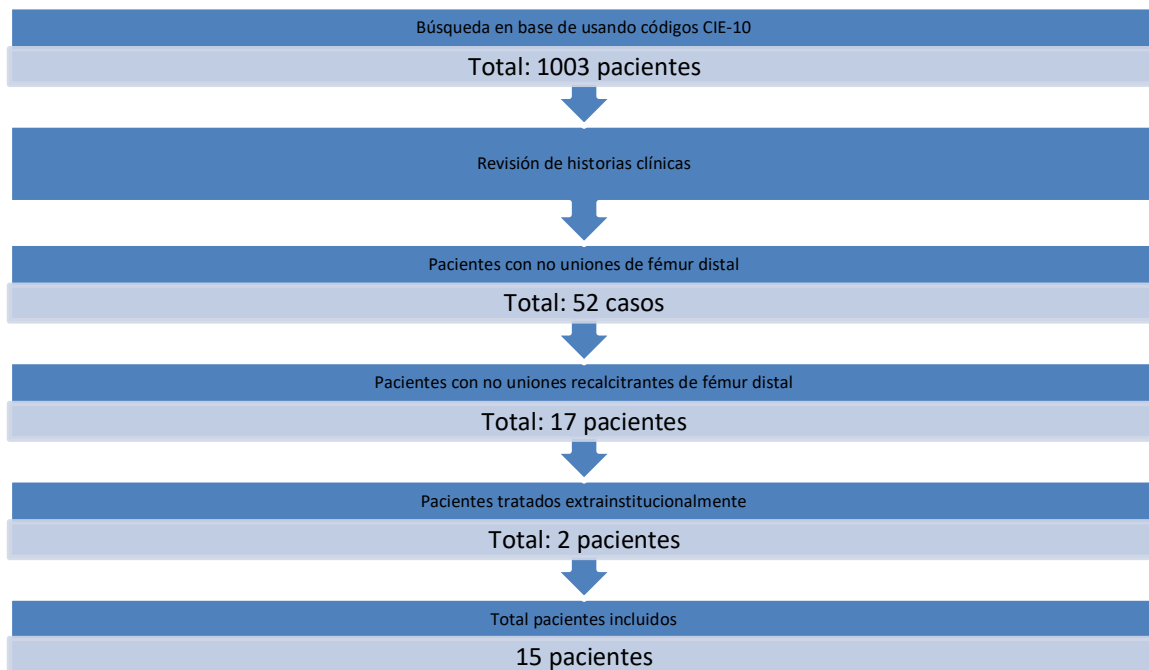 Búsqueda en base de usando códigos CIE-10
Total: 1003 pacientes
Revisión de historias clínicas
Pacientes con no uniones de fémur distal
Total: 52 casos
Pacientes con no uniones recalcitrantes de fémur distal
Total: 17 pacientes
Pacientes tratados extrainstitucionalmente
Total: 2 pacientes
Total pacientes incluidos
15 pacientes